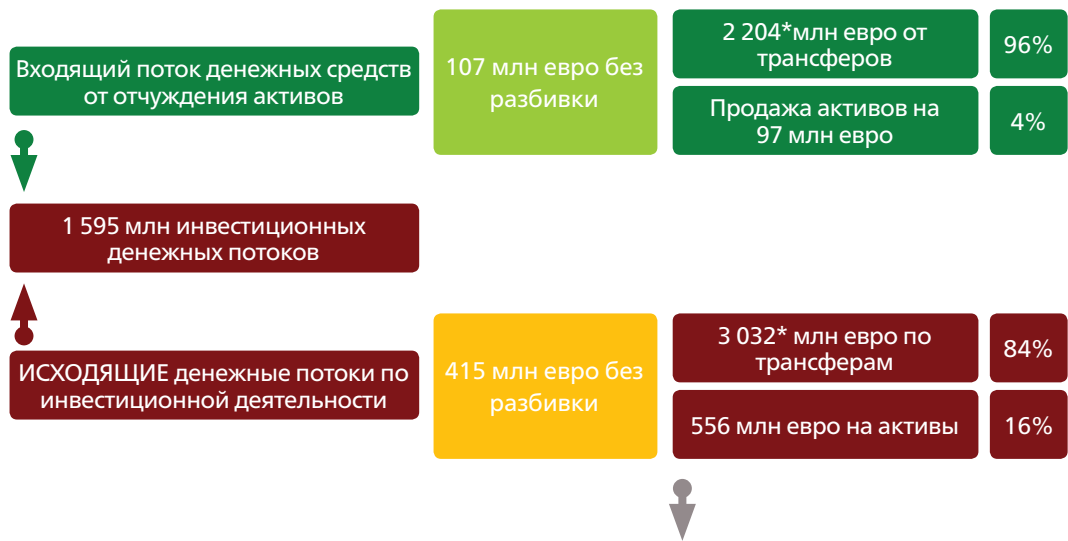 Входящий поток денежных средств
от отчуждения активов
107 млн евро без
разбивки
2 204*млн евро от
трансферов
96%
Продажа активов на
97 млн евро
4%
1 595 млн инвестиционных
денежных потоков
ИСХОДЯЩИЕ денежные потоки по
инвестиционной деятельности
415 млн евро без
разбивки
3 032* млн евро по
трансферам
84%
556 млн евро на активы
16%